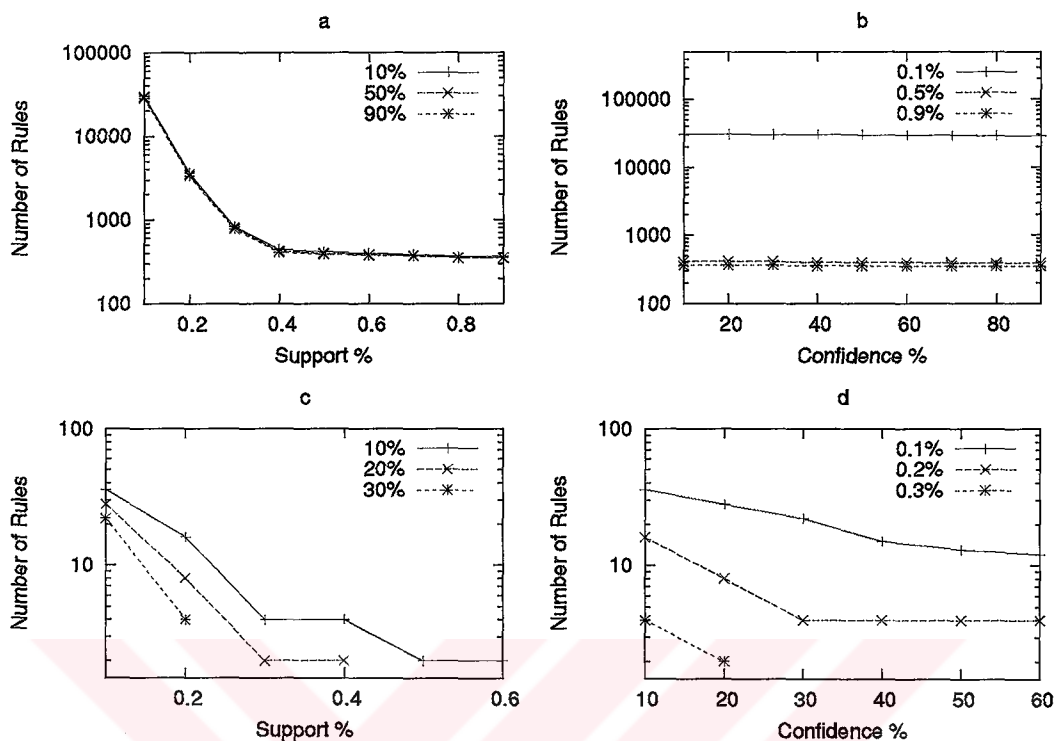 a
100000
10000
1000
100
Number of Rules
10%
50%
90%
0.2 0.4 0.6 0.8
Support %
b
100000
10000
1000
100
Number of Rules
0.1%
0.5%
0.9%
20 40 60 80
Confidence %
c
100
10
Number of Rules
10%
20%
30%
0.2 0.4 0.6
Support %
d
100
10
Number of Rules
0.1%
0.2%
0.3%
10 20 30 40 50 60
Confidence %